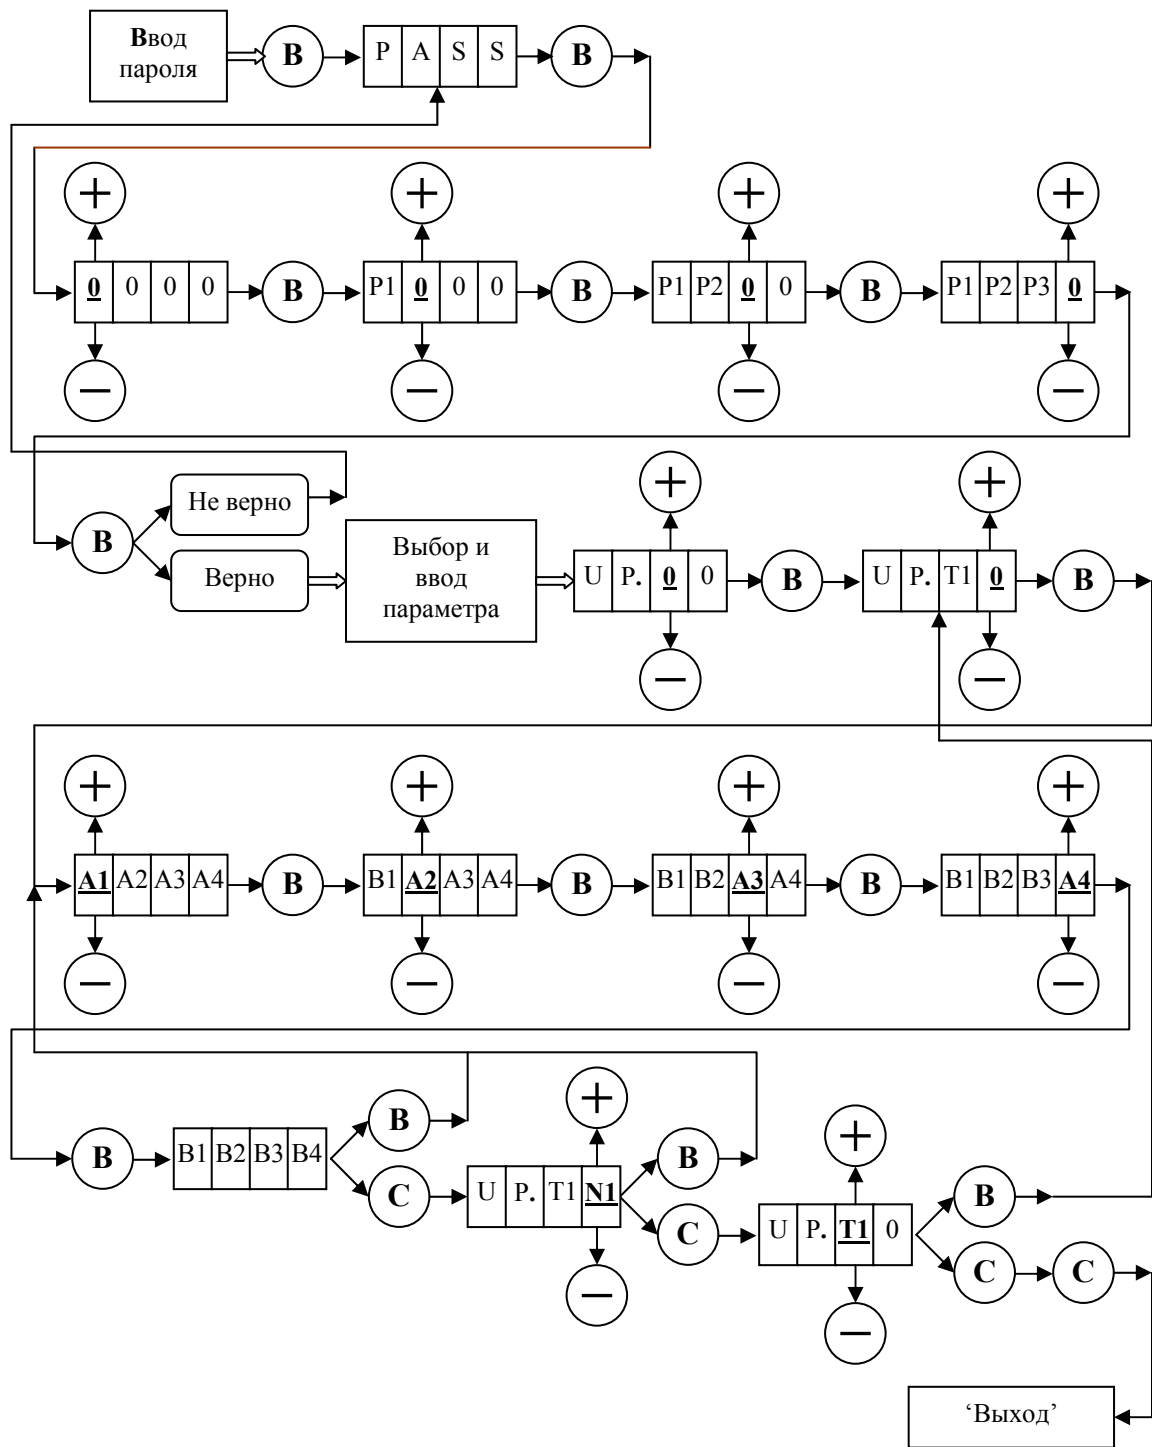 Ввод
пароля
В
P A S S
В
+ + + +
0 0 0 0
В
P1 0 0 0
В
P1 P2 0 0
В
P1 P2 P3 0
− − − −
Не верно
В
Верно
Выбор и
ввод
параметра
+ +
U P. 0 0
В
U P. T1 0
В
− −
+ + + +
A1 A2 A3 A4
В
B1 A2 A3 A4
В
B1 B2 A3 A4
В
B1 B2 B3 A4
− − − −
В
B1 B2 B3 B4
В
С
+
U P. T1 N1
−
В
С
+
U P. T1 0
−
В
С
С
‘Выход’